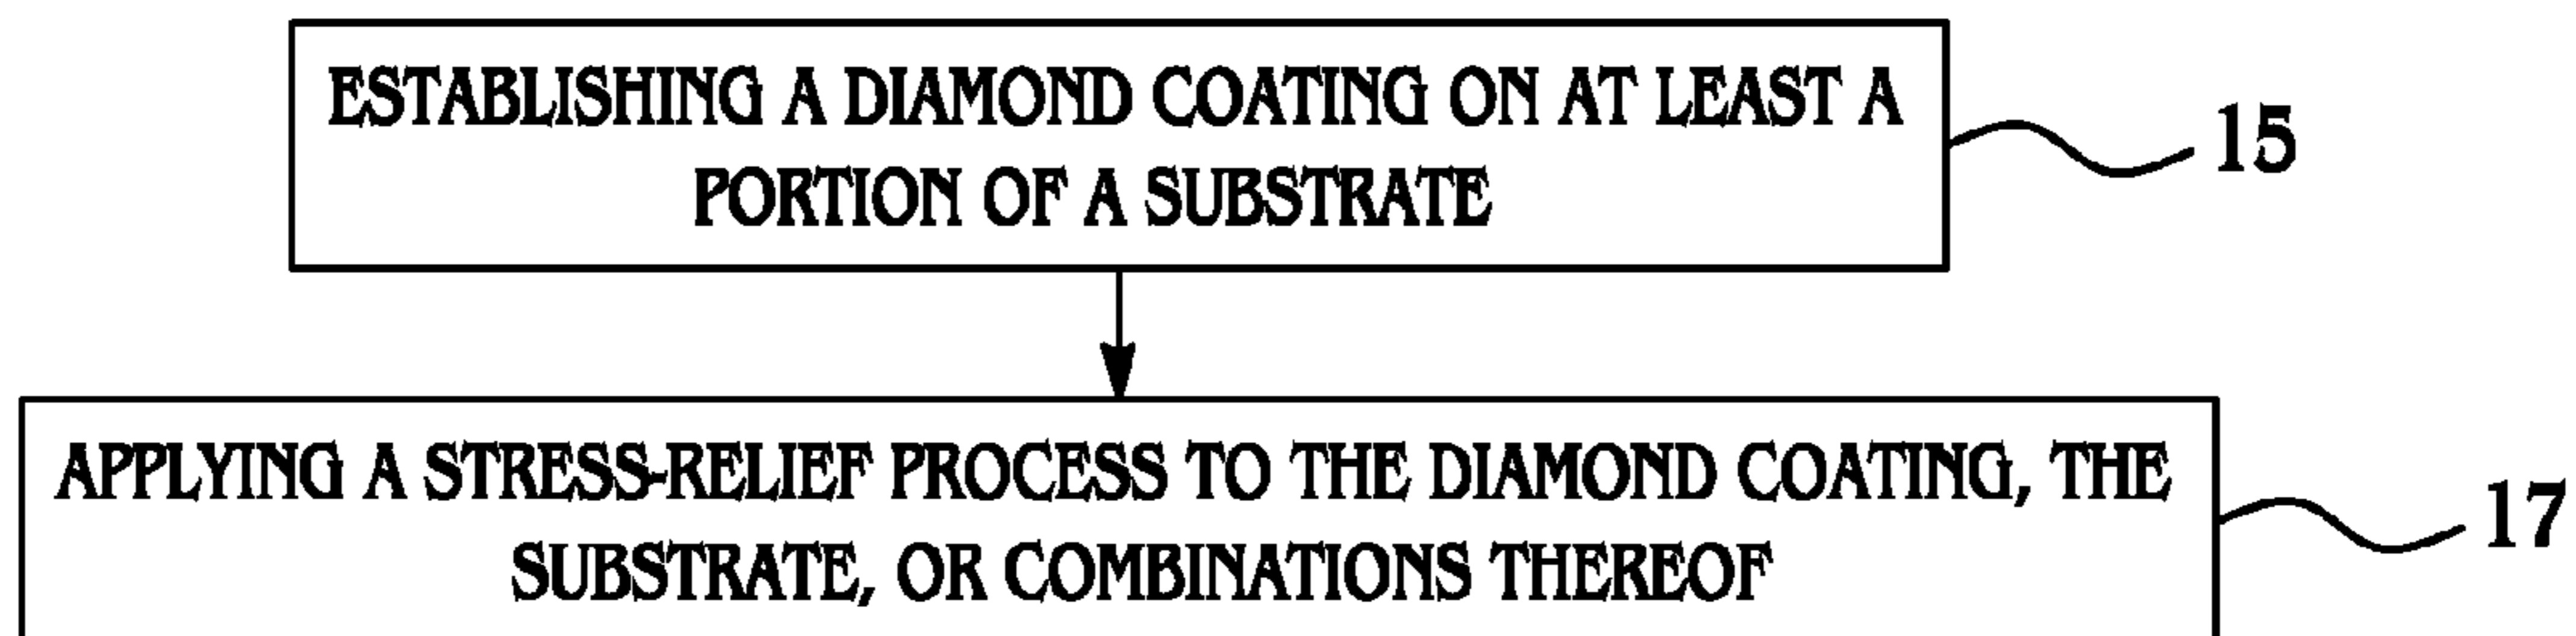 ESTABLISHING A DIAMOND COATING ON AT LEAST A
PORTION OF A SUBSTRATE
15
APPLYING A STRESS-RELIEF PROCESS TO THE DIAMOND COATING, THE
SUBSTRATE, OR COMBINATIONS THEREOF
17